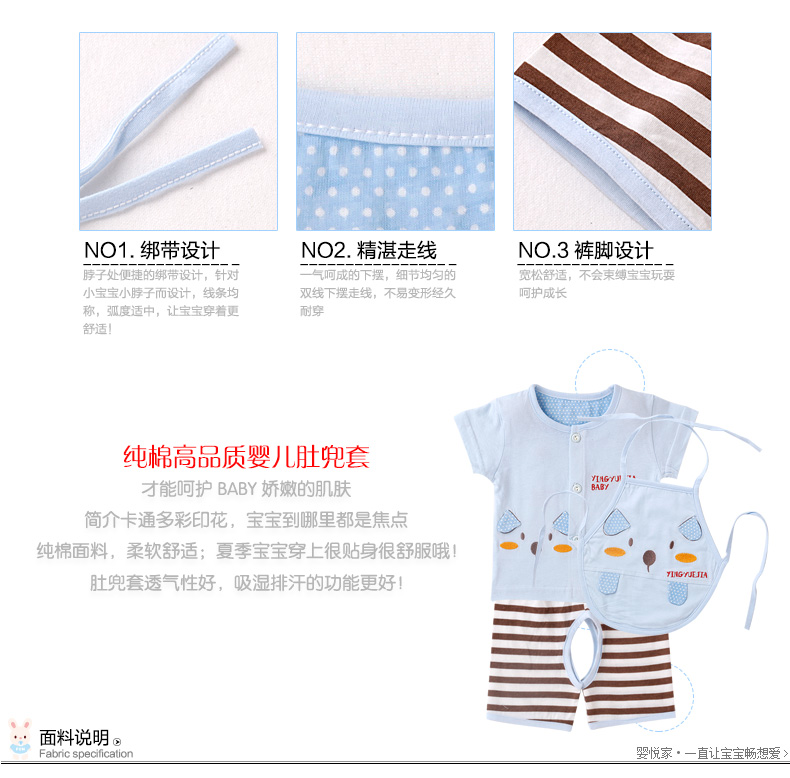 NO1. 绑带设计
脖子处便捷的绑带设计，针对
小宝宝小脖子而设计，线条均
称，弧度适中，让宝宝穿着更
舒适！
NO2. 精湛走线
一气呵成的下摆，细节均匀的
双线下摆走线，不易变形经久
耐穿
NO.3 裤脚设计
宽松舒适，不会束缚宝宝玩耍
呵护成长
纯棉高品质婴儿肚兜套
才能呵护 BABY 娇嫩的肌肤
简介卡通多彩印花，宝宝到哪里都是焦点
纯棉面料，柔软舒适；夏季宝宝穿上很贴身很舒服哦！
肚兜套透气性好，吸湿排汗的功能更好！
YINGYUEJIA
BABY
YINGYUEJIA
面料说明
Fabric specification
婴悦家·一直让宝宝畅想爱